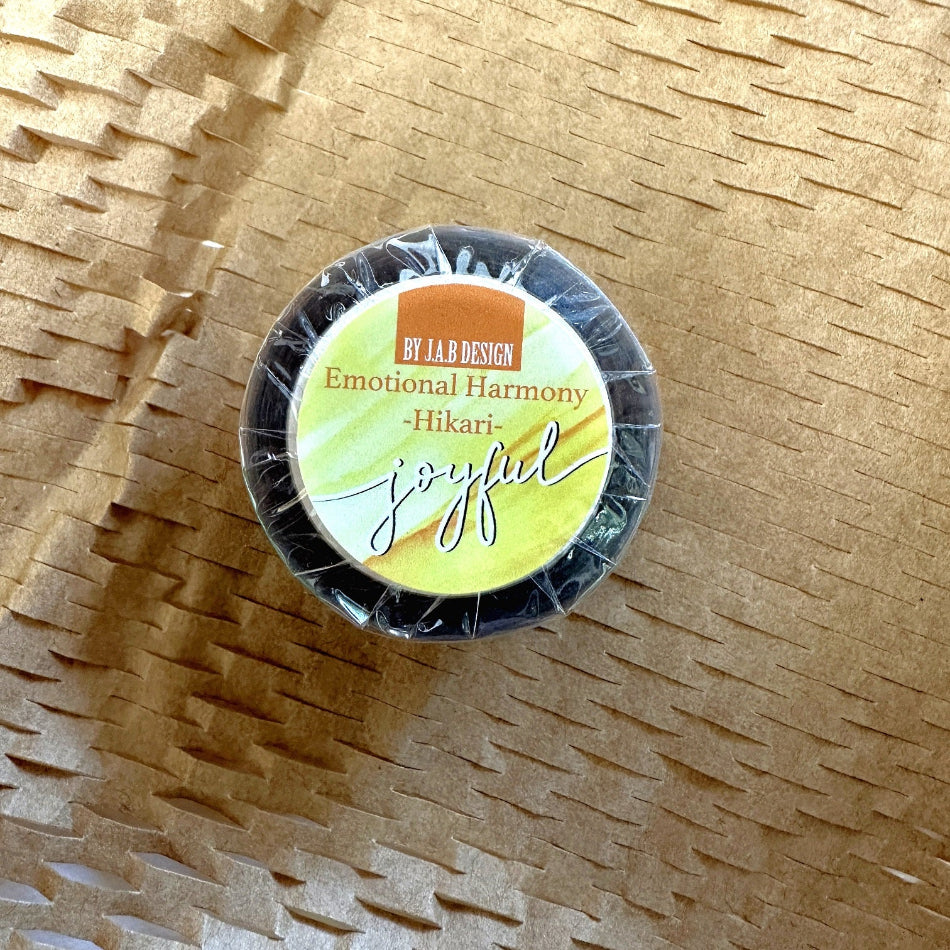 BY J.A.B DESIGN
Emotional Harmony
-Hikari-
joyful